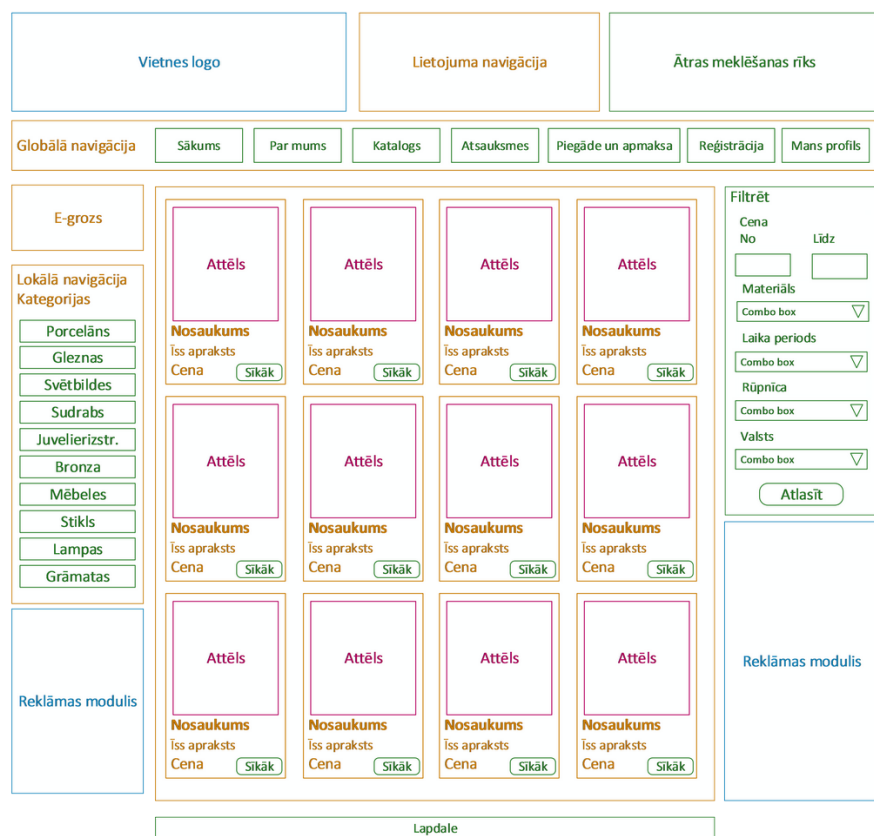 Vietnes logo
Lietojuma navigācija
Ātras meklēšanas rīks
Globālā navigācija
Sākums
Par mums
Katalogs
Atsauksmes
Piegāde un apmaksa
Reģistrācija
Mans profils
E-grozs
Lokālā navigācija
Kategorijas
Porcelāns
Gleznas
Svētbildes
Sudrabs
Juvelierizstr.
Bronza
Mēbeles
Stikls
Lampas
Grāmatas
Reklāmas modulis
Attēls
Nosaukums
Īss apraksts
Cena
Sīkāk
Attēls
Nosaukums
Īss apraksts
Cena
Sīkāk
Attēls
Nosaukums
Īss apraksts
Cena
Sīkāk
Attēls
Nosaukums
Īss apraksts
Cena
Sīkāk
Attēls
Nosaukums
Īss apraksts
Cena
Sīkāk
Attēls
Nosaukums
Īss apraksts
Cena
Sīkāk
Attēls
Nosaukums
Īss apraksts
Cena
Sīkāk
Attēls
Nosaukums
Īss apraksts
Cena
Sīkāk
Attēls
Nosaukums
Īss apraksts
Cena
Sīkāk
Attēls
Nosaukums
Īss apraksts
Cena
Sīkāk
Attēls
Nosaukums
Īss apraksts
Cena
Sīkāk
Attēls
Nosaukums
Īss apraksts
Cena
Sīkāk
Filtrēt
Cena
No Līdz
Materiāls
Combo box
Laika periods
Combo box
Rūpnīca
Combo box
Valsts
Combo box
Atlasīt
Reklāmas modulis
Lapdale